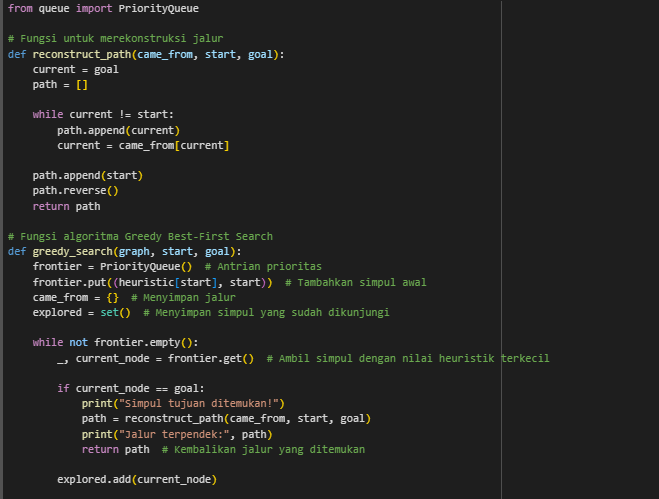 from queue import PriorityQueue
# Fungsi untuk merekonstruksi jalur
def reconstruct_path(came_from, start, goal):
    current = goal
    path = []
    while current != start:
        path.append(current)
        current = came_from[current]
    path.append(start)
    path.reverse()
    return path
# Fungsi algoritma Greedy Best-First Search
def greedy_search(graph, start, goal):
    frontier = PriorityQueue()  # Antrian prioritas
    frontier.put((heuristic[start], start))  # Tambahkan simpul awal
    came_from = {}  # Menyimpan jalur
    explored = set()  # Menyimpan simpul yang sudah dikunjungi
    while not frontier.empty():
        _, current_node = frontier.get()  # Ambil simpul dengan nilai heuristik terkecil
        if current_node == goal:
            print("Simpul tujuan ditemukan!")
            path = reconstruct_path(came_from, start, goal)
            print("Jalur terpendek:", path)
            return path  # Kembalikan jalur yang ditemukan
        explored.add(current_node)